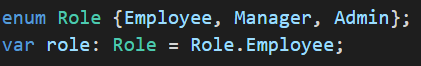 enum Role {Employee, Manager, Admin};
var role: Role = Role.Employee;